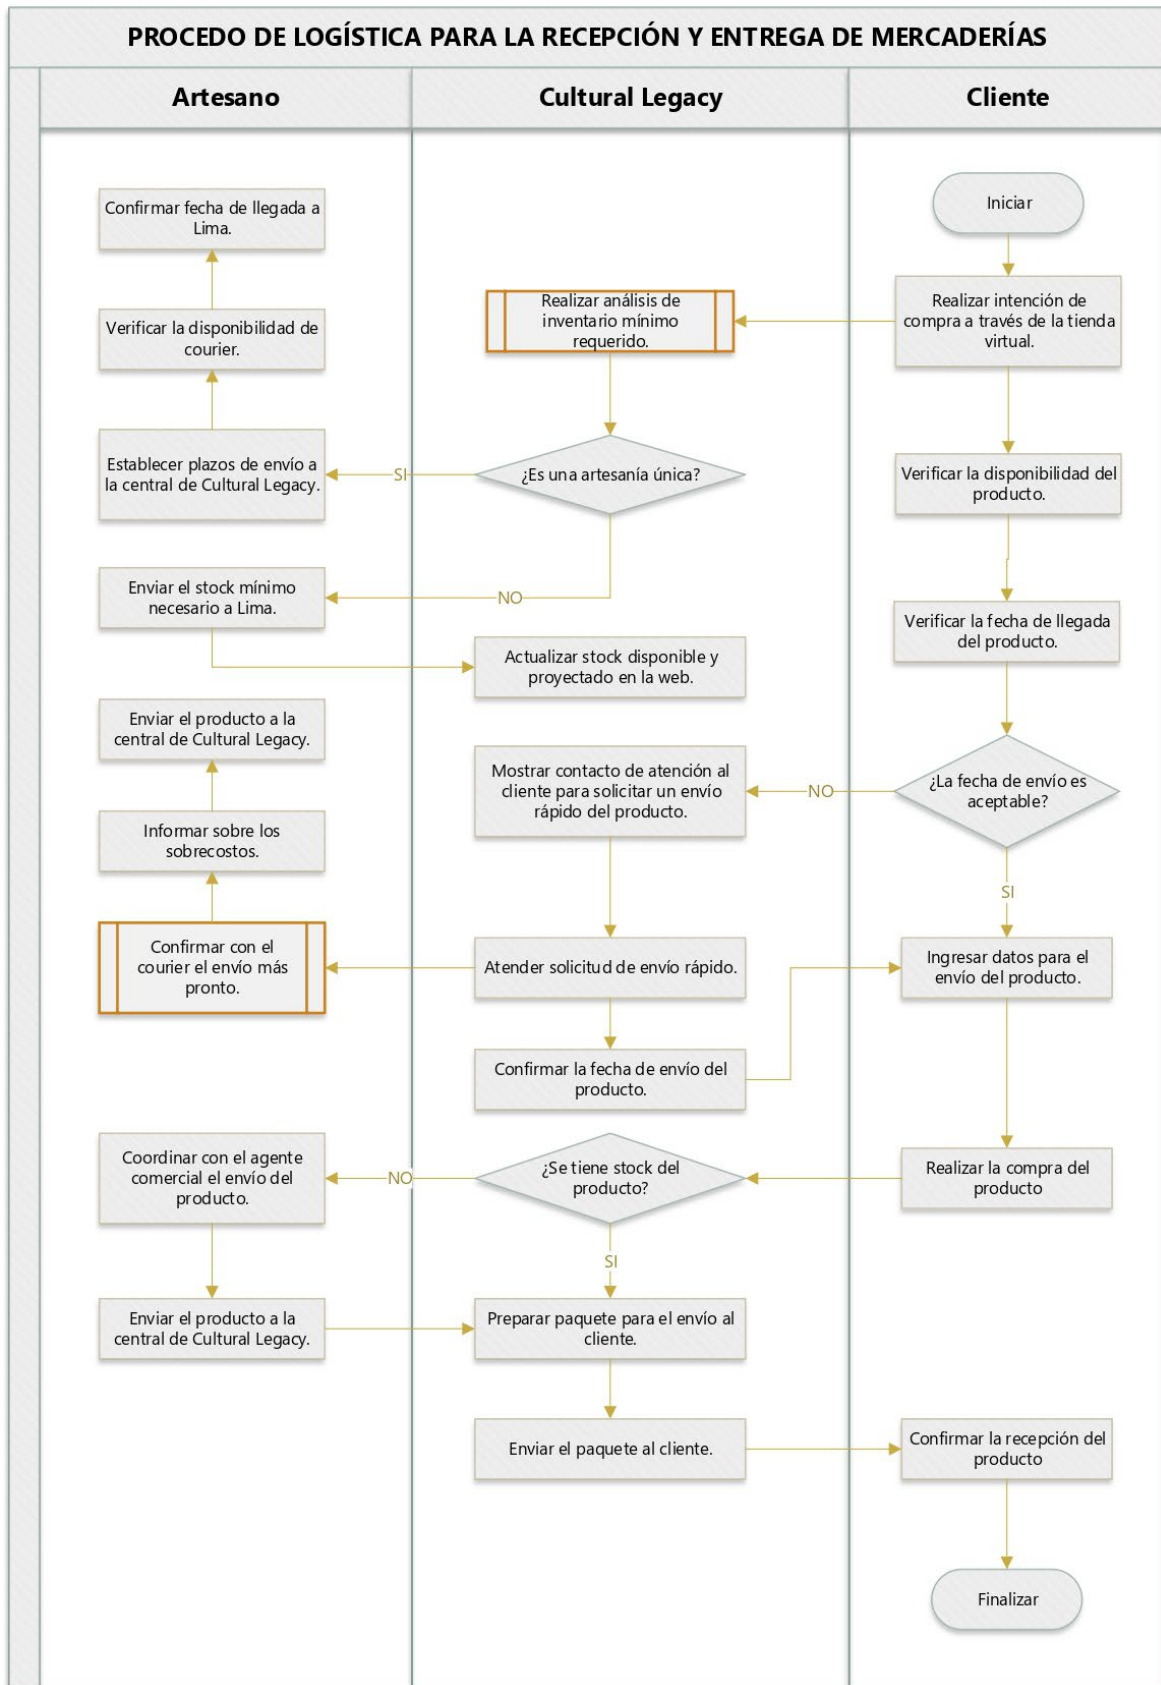 PROCEDO DE LOGÍSTICA PARA LA RECEPCIÓN Y ENTREGA DE MERCADERÍAS
Artesano
Cultural Legacy
Cliente
Confirmar fecha de llegada a
Lima.
Iniciar
Realizar análisis de
inventario mínimo
requerido.
Realizar intención de
compra a través de la tienda
virtual.
Verificar la disponibilidad de
courier.
Establecer plazos de envío a
la central de Cultural Legacy.
SI
¿Es una artesanía única?
Verificar la disponibilidad del
producto.
Enviar el stock mínimo
necesario a Lima.
NO
Verificar la fecha de llegada
del producto.
Actualizar stock disponible y
proyectado en la web.
Enviar el producto a la
central de Cultural Legacy.
Mostrar contacto de atención al
cliente para solicitar un envío
rápido del producto.
NO
¿La fecha de envío es
aceptable?
Informar sobre los
sobrecostos.
SI
Confirmar con el
courier el envío más
pronto.
Atender solicitud de envío rápido.
Ingresar datos para el
envío del producto.
Confirmar la fecha de envío del
producto.
Coordinar con el agente
comercial el envío del
producto.
NO
¿Se tiene stock del
producto?
Realizar la compra del
producto
SI
Enviar el producto a la
central de Cultural Legacy.
Preparar paquete para el envío al
cliente.
Enviar el paquete al cliente.
Confirmar la recepción del
producto
Finalizar